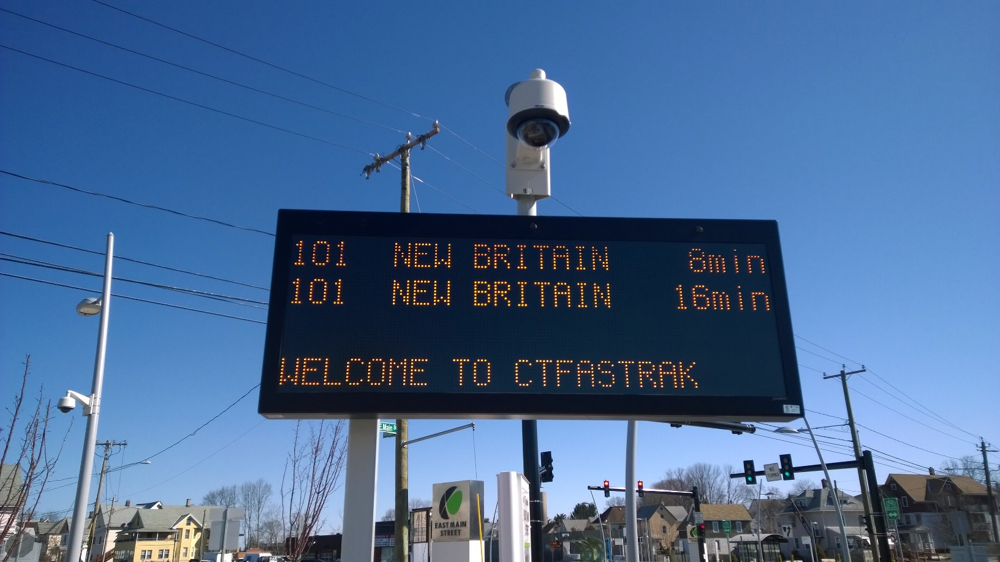 101 NEW BRITAIN 8min
101 NEW BRITAIN 16min
WELCOME TO CTFASTRAK
E.Main St
EAST MAIN
STREET
NO
TURNS